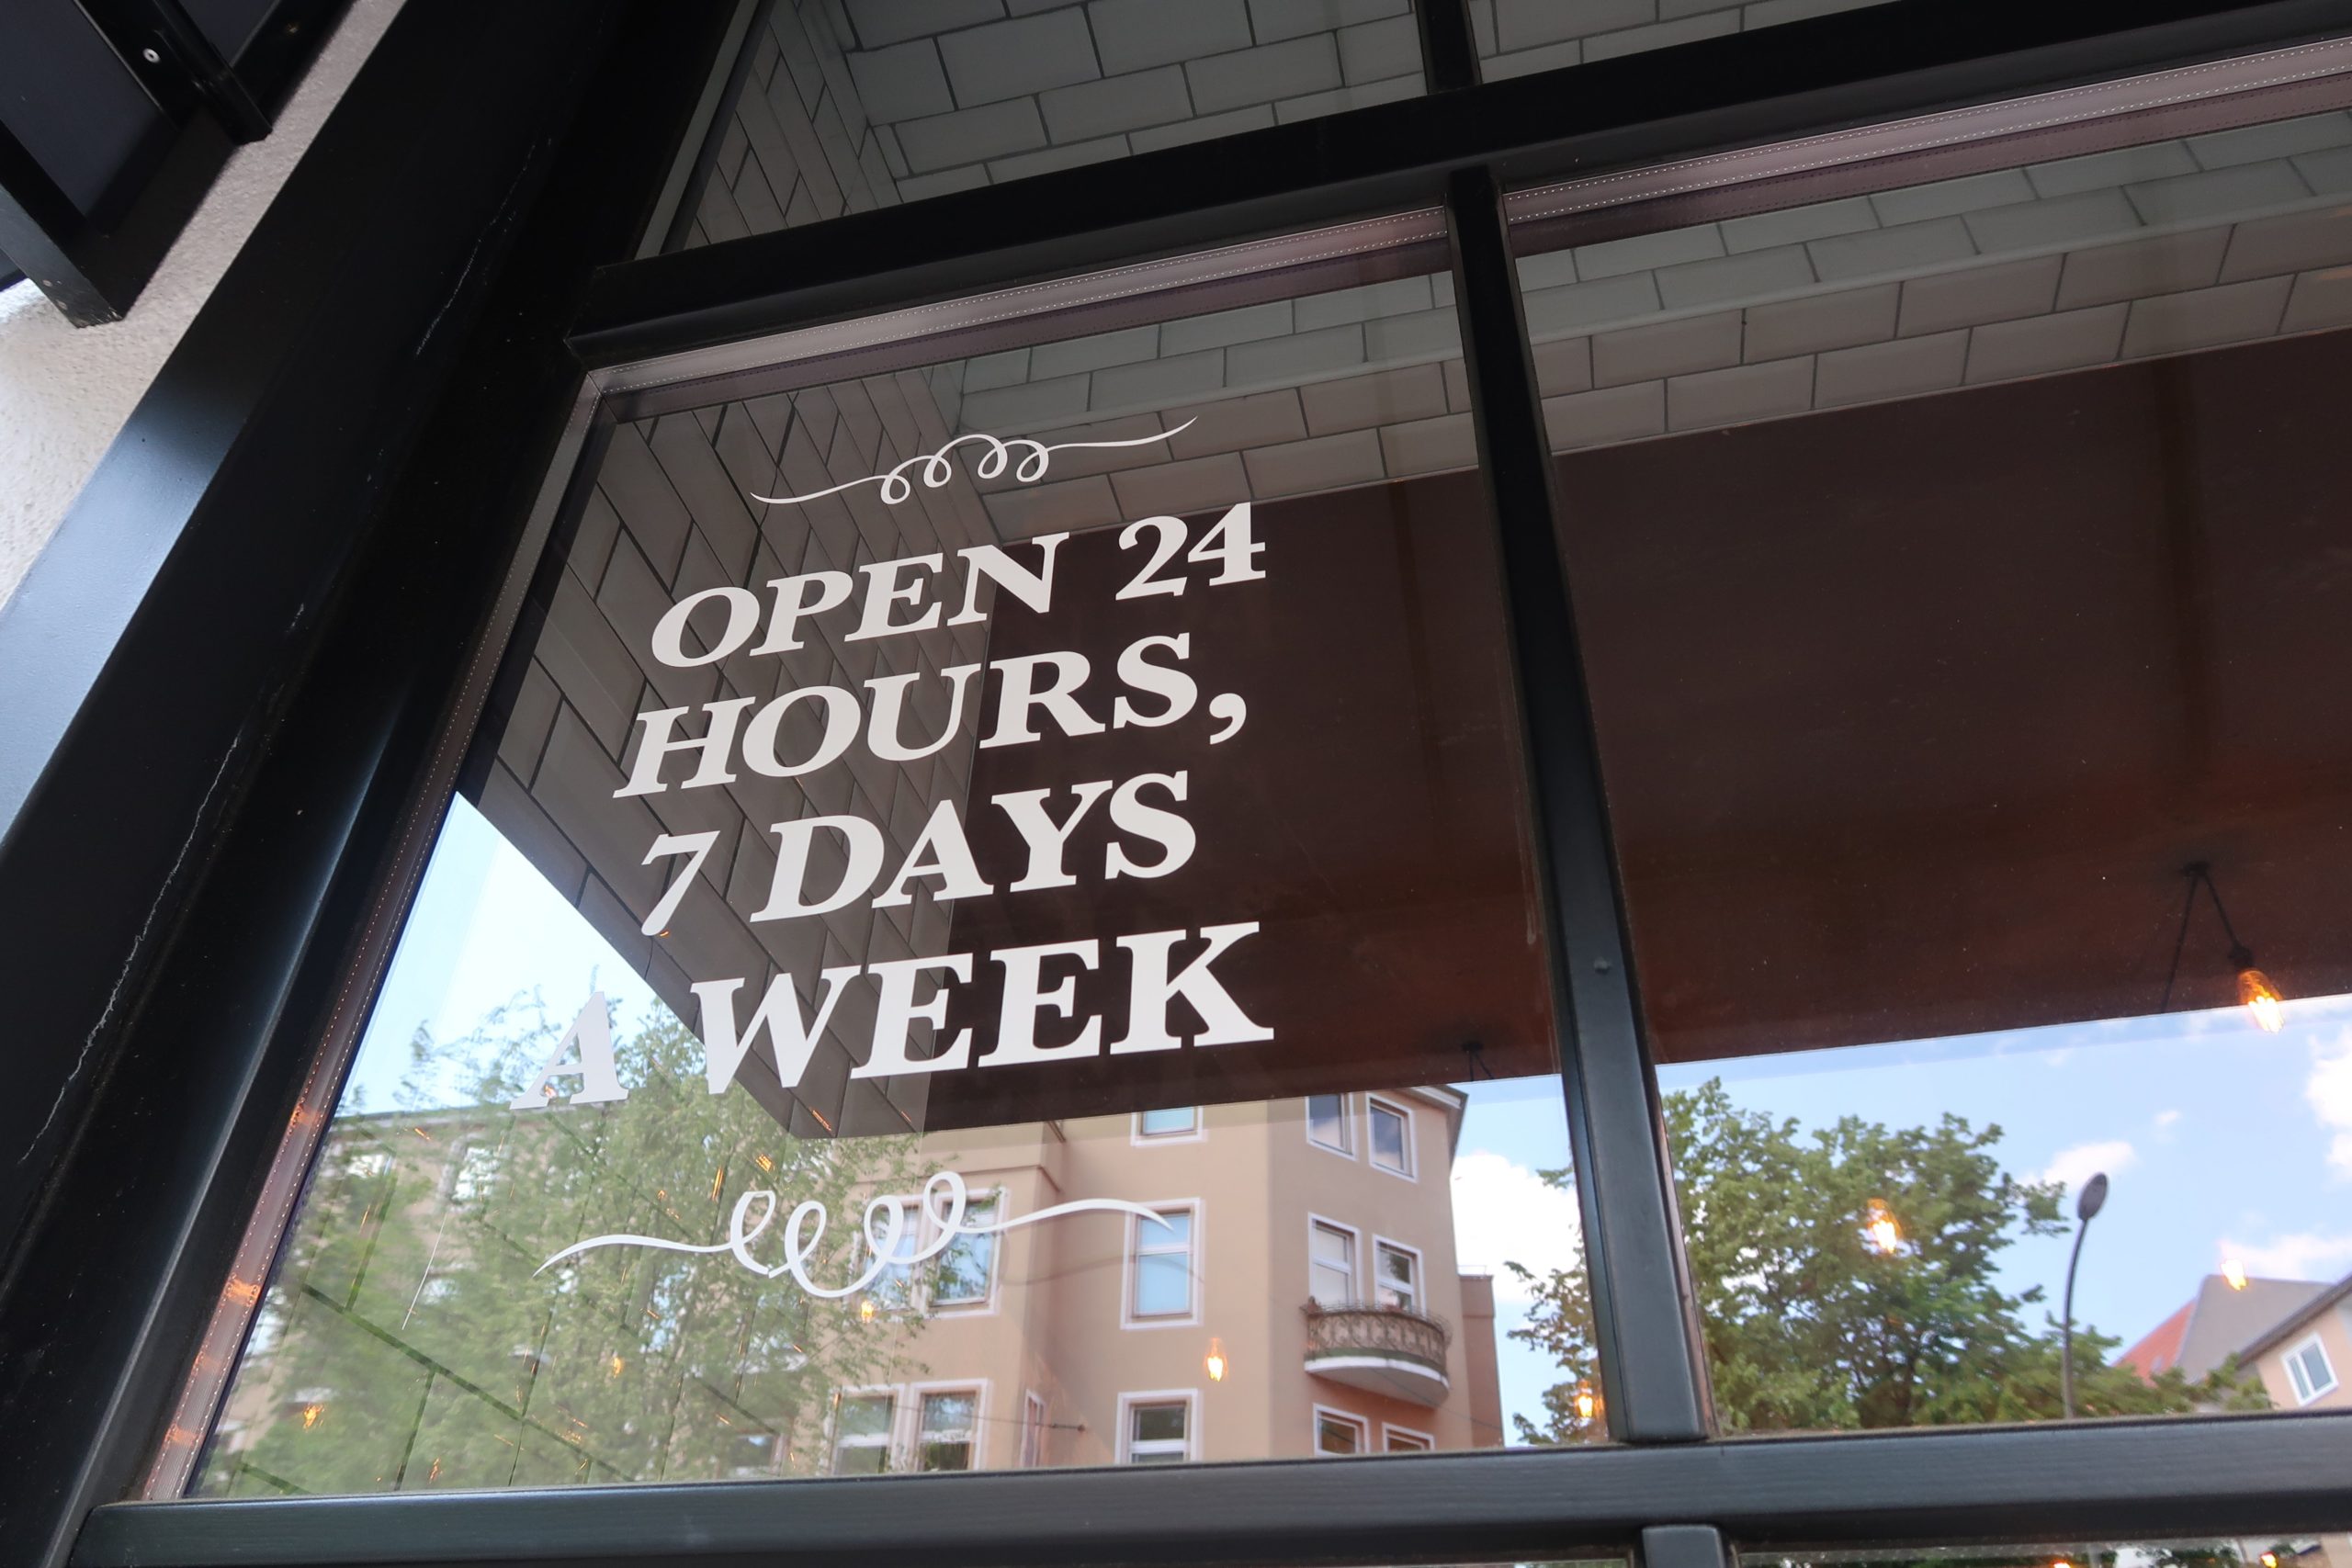 OPEN 24
HOURS,
7 DAYS
A WEEK